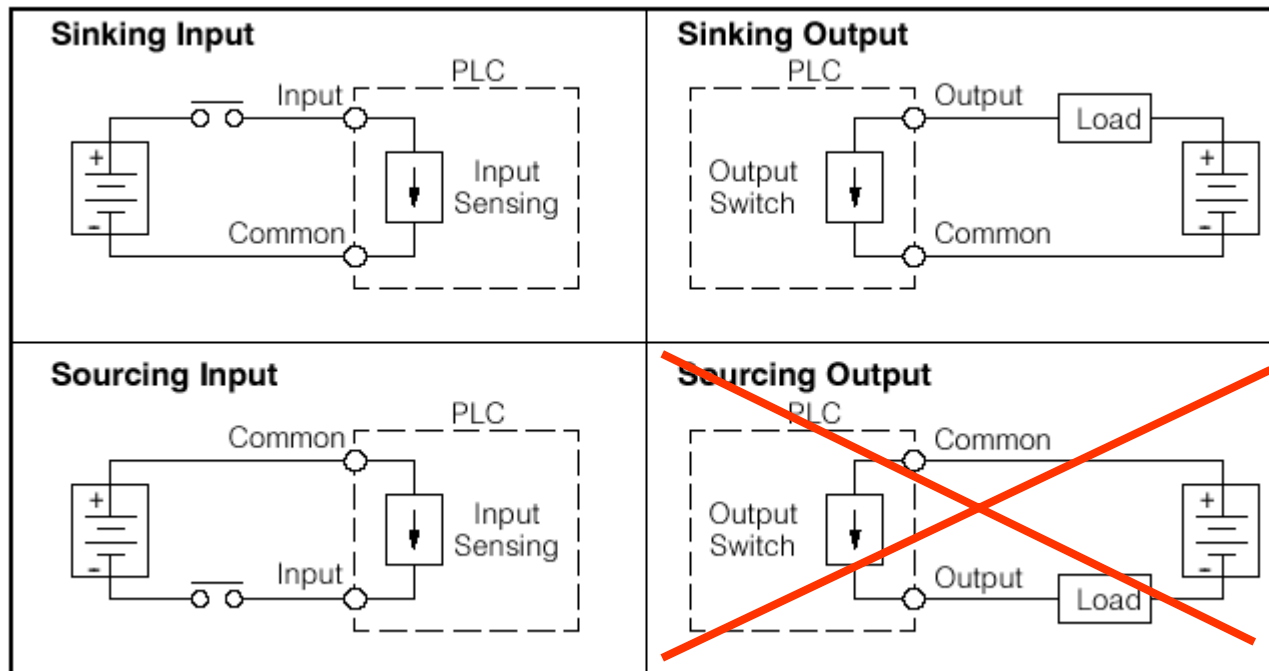 Sinking Input
PLC
Input
+
Input
Sensing
-
Common
Sinking Output
PLC
Output
Load
+
Output
Switch
-
Common
Sourcing Input
PLC
Common
+
Input
Sensing
-
Input
Sourcing Output
PLC
Common
+
Output
Switch
-
Output
Load